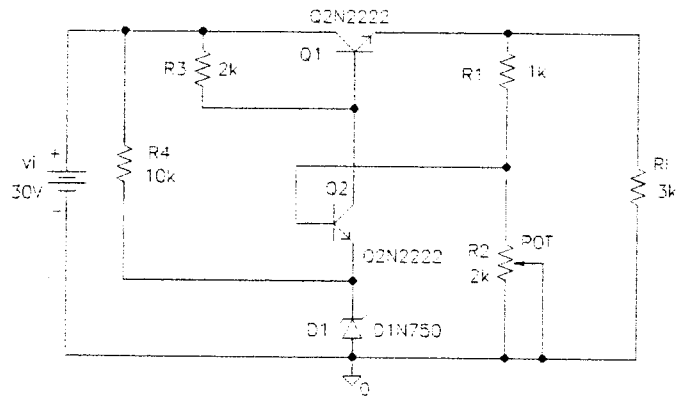 Q2N2222
Q1
R3
2k
R1
1k
vi
+
30V
-
R4
10k
Q2
Q2N2222
R2
2k
POT
Rl
3k
D1
D1N750
0